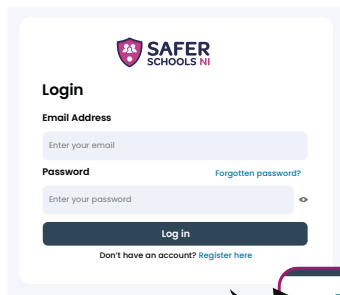 SAFER
SCHOOLS NI
Login
Email Address
Enter your email
Password Forgotten password?
Enter your password
Log in
Don't have an account? Register here